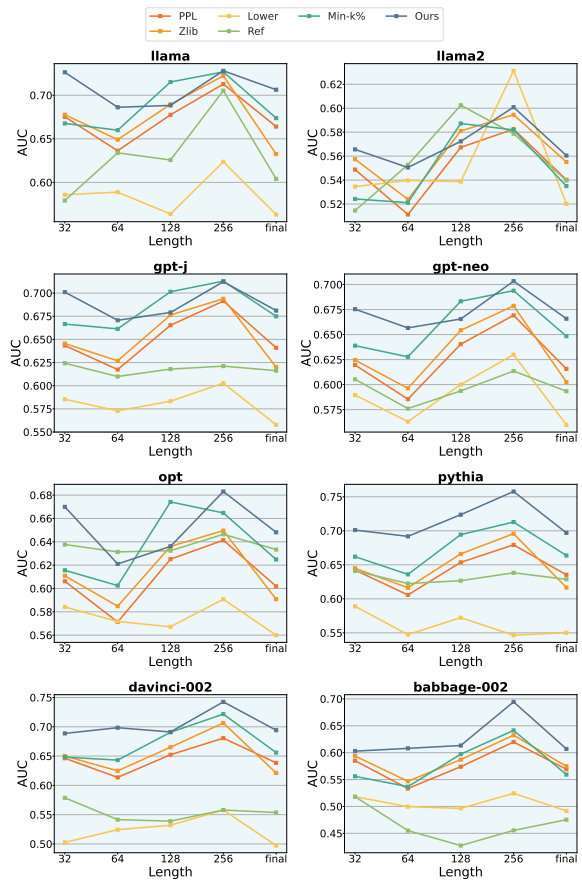 PPL Lower Min-k% Ours
Zlib Ref
llama
AUC
0.70
0.65
0.60
32 64 128 256 final
Length
llama2
AUC
0.62
0.60
0.58
0.56
0.54
0.52
32 64 128 256 final
Length
gpt-j
AUC
0.700
0.675
0.650
0.625
0.600
0.575
0.550
32 64 128 256 final
Length
gpt-neo
AUC
0.700
0.675
0.650
0.625
0.600
0.575
32 64 128 256 final
Length
opt
AUC
0.68
0.66
0.64
0.62
0.60
0.58
0.56
32 64 128 256 final
Length
pythia
AUC
0.75
0.70
0.65
0.60
0.55
32 64 128 256 final
Length
davinci-002
AUC
0.75
0.70
0.65
0.60
0.55
0.50
32 64 128 256 final
Length
babbage-002
AUC
0.70
0.65
0.60
0.55
0.50
0.45
32 64 128 256 final
Length